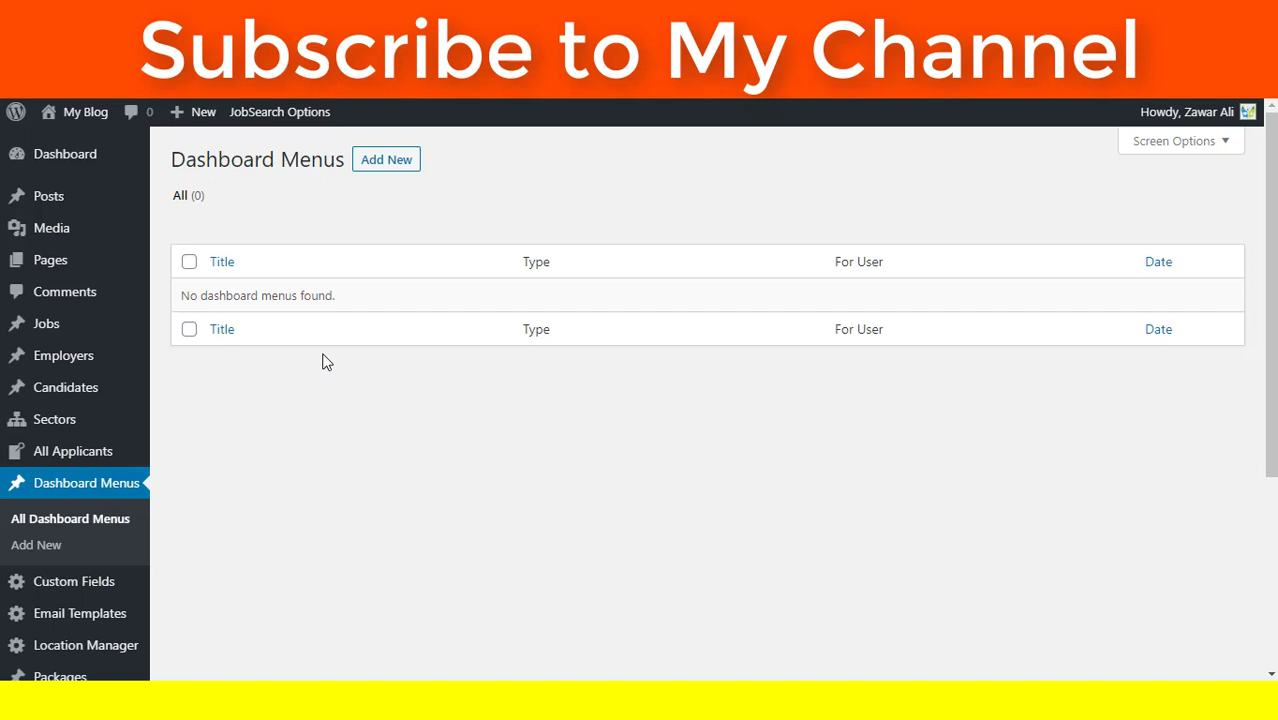 Subscribe to My Channel
My Blog 0 New JobSearch Options Howdy, Zawar Ali
Screen Options
Dashboard
Posts
Media
Pages
Comments
Jobs
Employers
Candidates
Sectors
All Applicants
Dashboard Menus
All Dashboard Menus
Add New
Custom Fields
Email Templates
Location Manager
Packages
Dashboard Menus Add New
All (0)
Title Type For User Date
No dashboard menus found.
Title Type For User Date